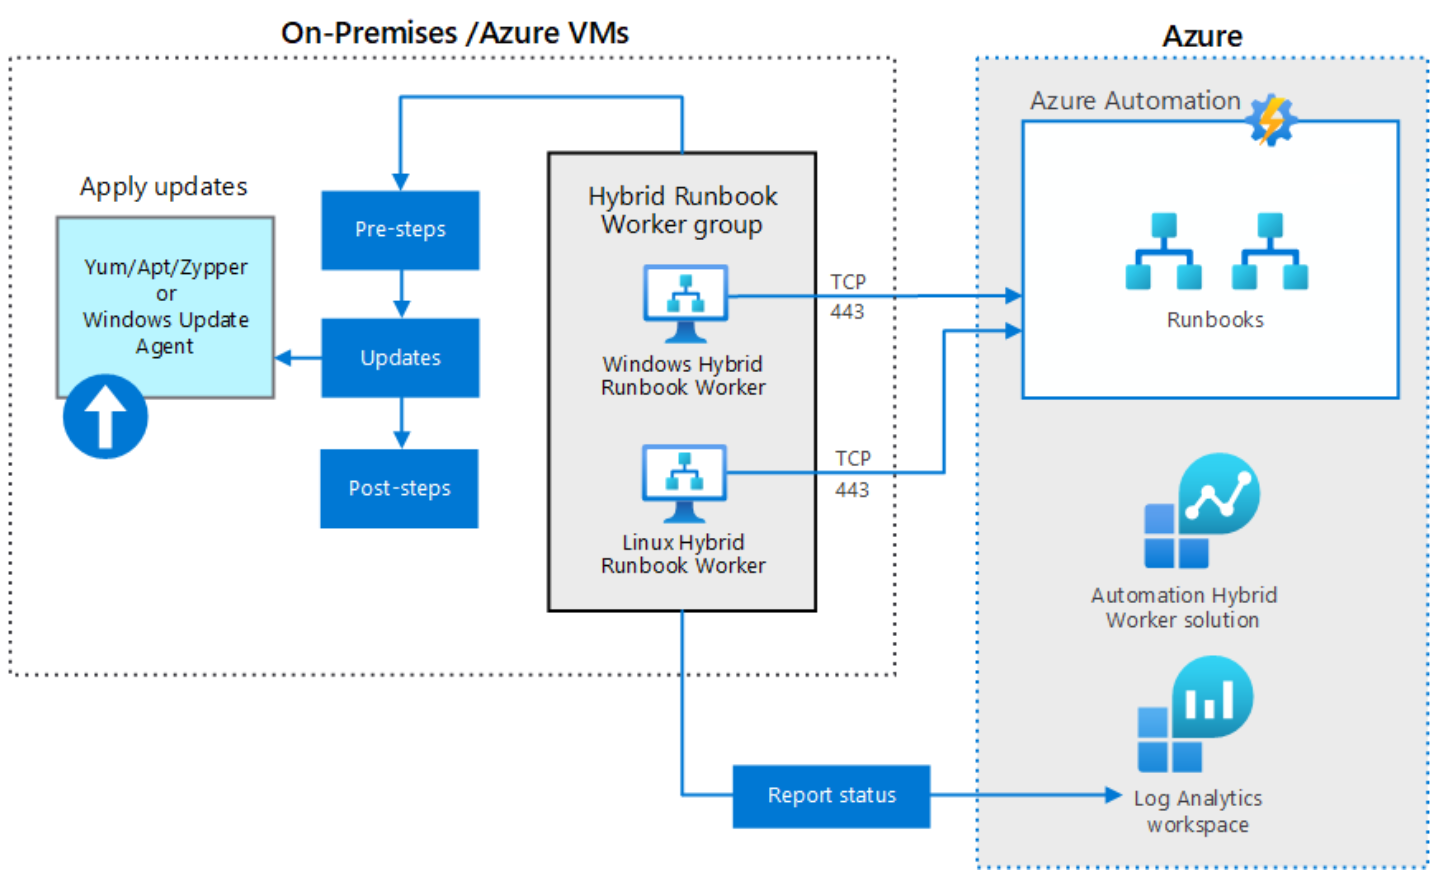 On-Premises /Azure VMs
Azure
Azure Automation
Apply updates
Yum/Apt/Zypper
or
Windows Update
Agent
Pre-steps
Updates
Post-steps
Hybrid Runbook
Worker group
Windows Hybrid
Runbook Worker
Linux Hybrid
Runbook Worker
TCP
443
TCP
443
Runbooks
Automation Hybrid
Worker solution
Report status
Log Analytics
workspace